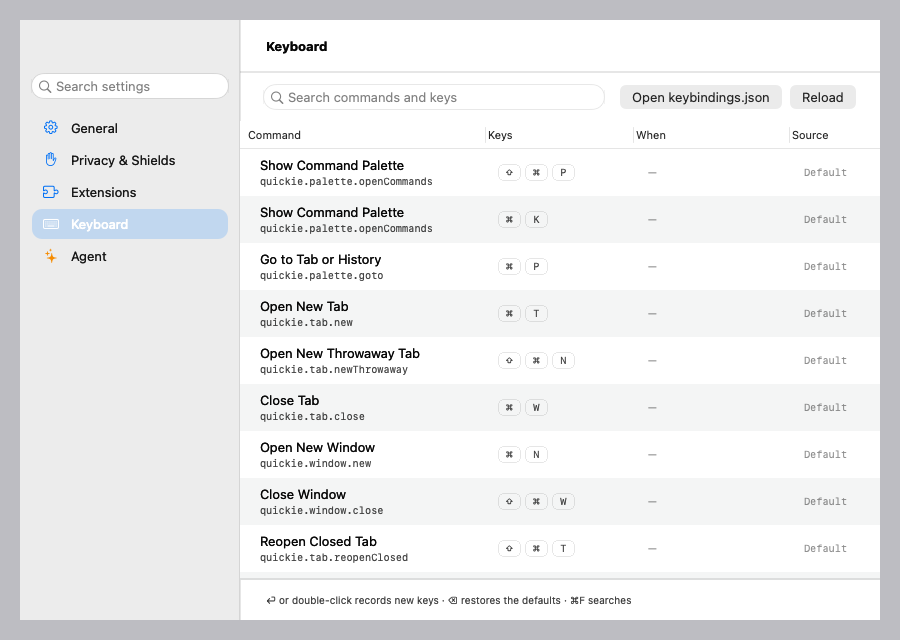 Keyboard
Search settings
General
Privacy & Shields
Extensions
Keyboard
Agent
Search commands and keys
Open keybindings.json
Reload
Command Keys When Source
Show Command Palette
quickie.palette.openCommands
⇧ ⌘ P — Default
Show Command Palette
quickie.palette.openCommands
⌘ K — Default
Go to Tab or History
quickie.palette.goto
⌘ P — Default
Open New Tab
quickie.tab.new
⌘ T — Default
Open New Throwaway Tab
quickie.tab.newThrowaway
⇧ ⌘ N — Default
Close Tab
quickie.tab.close
⌘ W — Default
Open New Window
quickie.window.new
⌘ N — Default
Close Window
quickie.window.close
⇧ ⌘ W — Default
Reopen Closed Tab
quickie.tab.reopenClosed
⇧ ⌘ T — Default
↩ or double-click records new keys · ⌫ restores the defaults · ⌘F searches